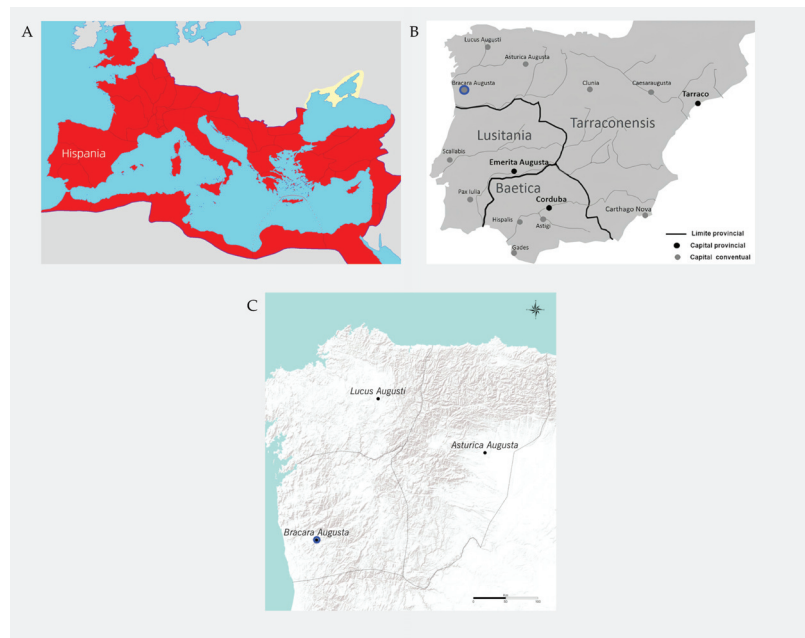 A
Hispania
B
Lucus Augusti
Asturica Augusta
Bracara Augusta
Clunia
Caesaraugusta
Tarraco
Tarraconensis
Lusitania
Scallabis
Emerita Augusta
Baetica
Pax Iulia
Corduba
Carthago Nova
Hispalis
Astigi
Gades
Límite provincial
Capital provincial
Capital conventual
C
Lucus Augusti
Asturica Augusta
Bracara Augusta